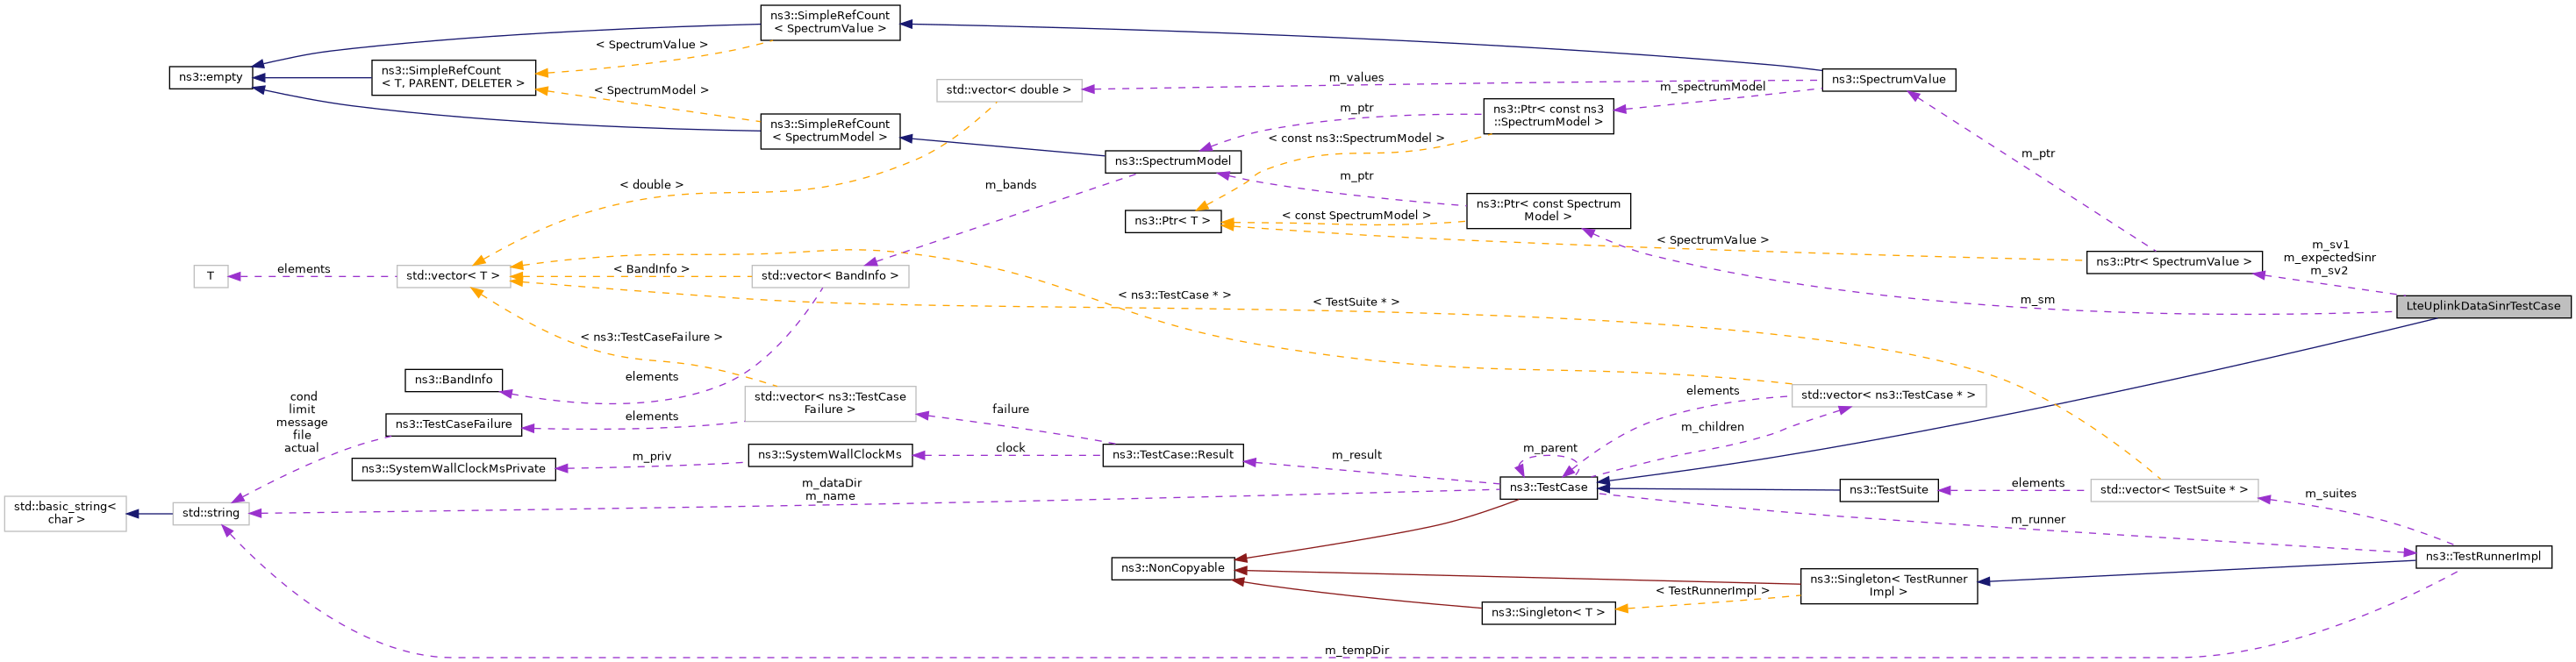 ns3::SimpleRefCount
< SpectrumValue >
< SpectrumValue >
ns3::empty
ns3::SimpleRefCount
< T, PARENT, DELETER >
< SpectrumModel >
ns3::SimpleRefCount
< SpectrumModel >
std::vector< double >
m_values
ns3::SpectrumValue
m_spectrumModel
m_ptr
ns3::Ptr< const ns3
::SpectrumModel >
< const ns3::SpectrumModel >
ns3::SpectrumModel
m_ptr
m_ptr
< double >
m_bands
ns3::Ptr< const Spectrum
Model >
ns3::Ptr< T >
< const SpectrumModel >
< SpectrumValue >
ns3::Ptr< SpectrumValue >
m_sv1
m_expectedSinr
m_sv2
T
elements
std::vector< T >
< BandInfo >
std::vector< BandInfo >
< ns3::TestCase * >
< TestSuite * >
m_sm
LteUplinkDataSinrTestCase
< ns3::TestCaseFailure >
ns3::BandInfo
elements
std::vector< ns3::TestCase
Failure >
elements
std::vector< ns3::TestCase * >
cond
limit
message
file
actual
ns3::TestCaseFailure
elements
failure
m_children
ns3::SystemWallClockMsPrivate
m_priv
ns3::SystemWallClockMs
clock
ns3::TestCase::Result
m_result
m_parent
ns3::TestCase
ns3::TestSuite
elements
std::vector< TestSuite * >
m_suites
m_dataDir
m_name
std::basic_string<
char >
std::string
m_runner
ns3::TestRunnerImpl
ns3::NonCopyable
ns3::Singleton< TestRunner
Impl >
< TestRunnerImpl >
ns3::Singleton< T >
m_tempDir